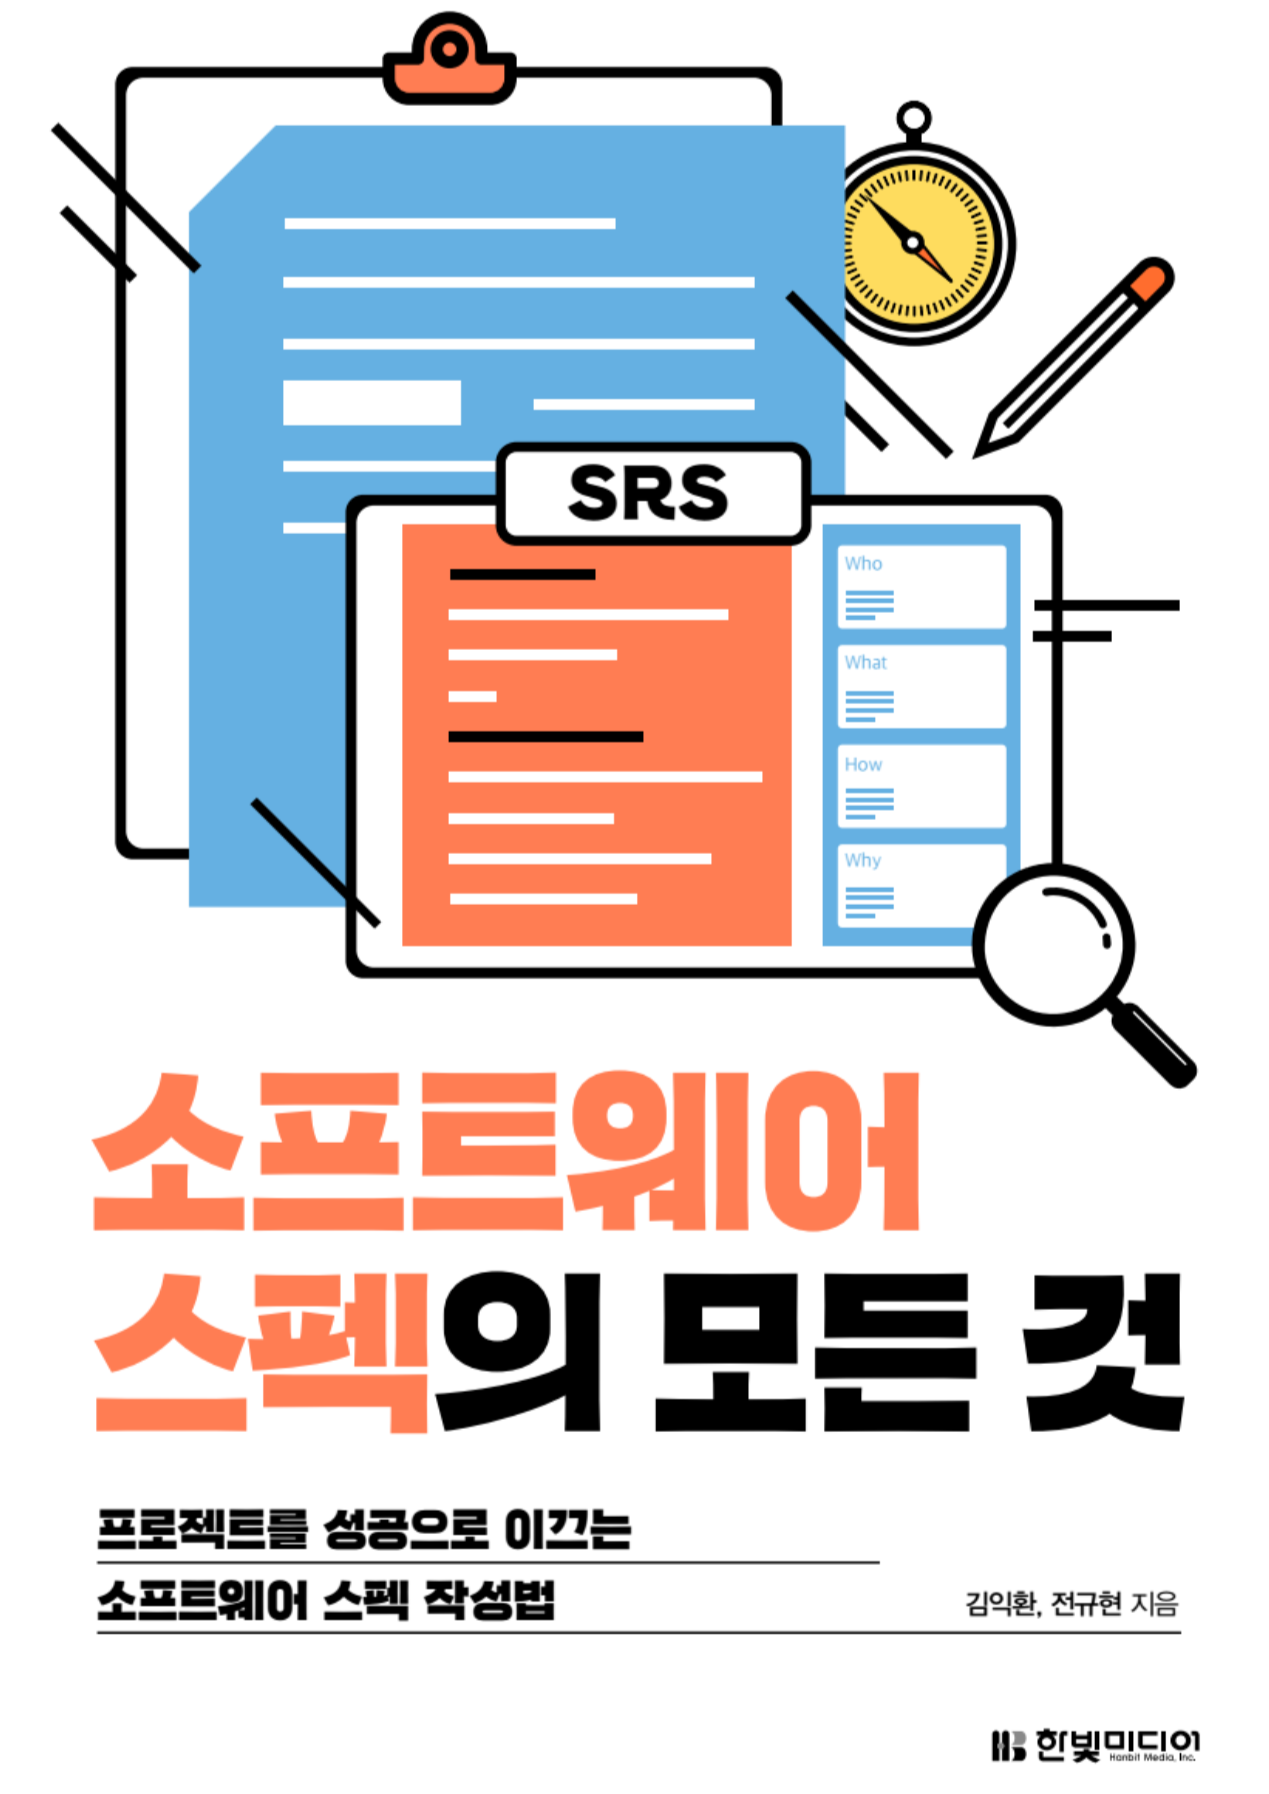 SRS
Who
What
How
Why
소프트웨어
스펙의 모든 것
프로젝트를 성공으로 이끄는
소프트웨어 스펙 작성법
김익환, 전규현 지음
한빛미디어
Hanbit Media, Inc.